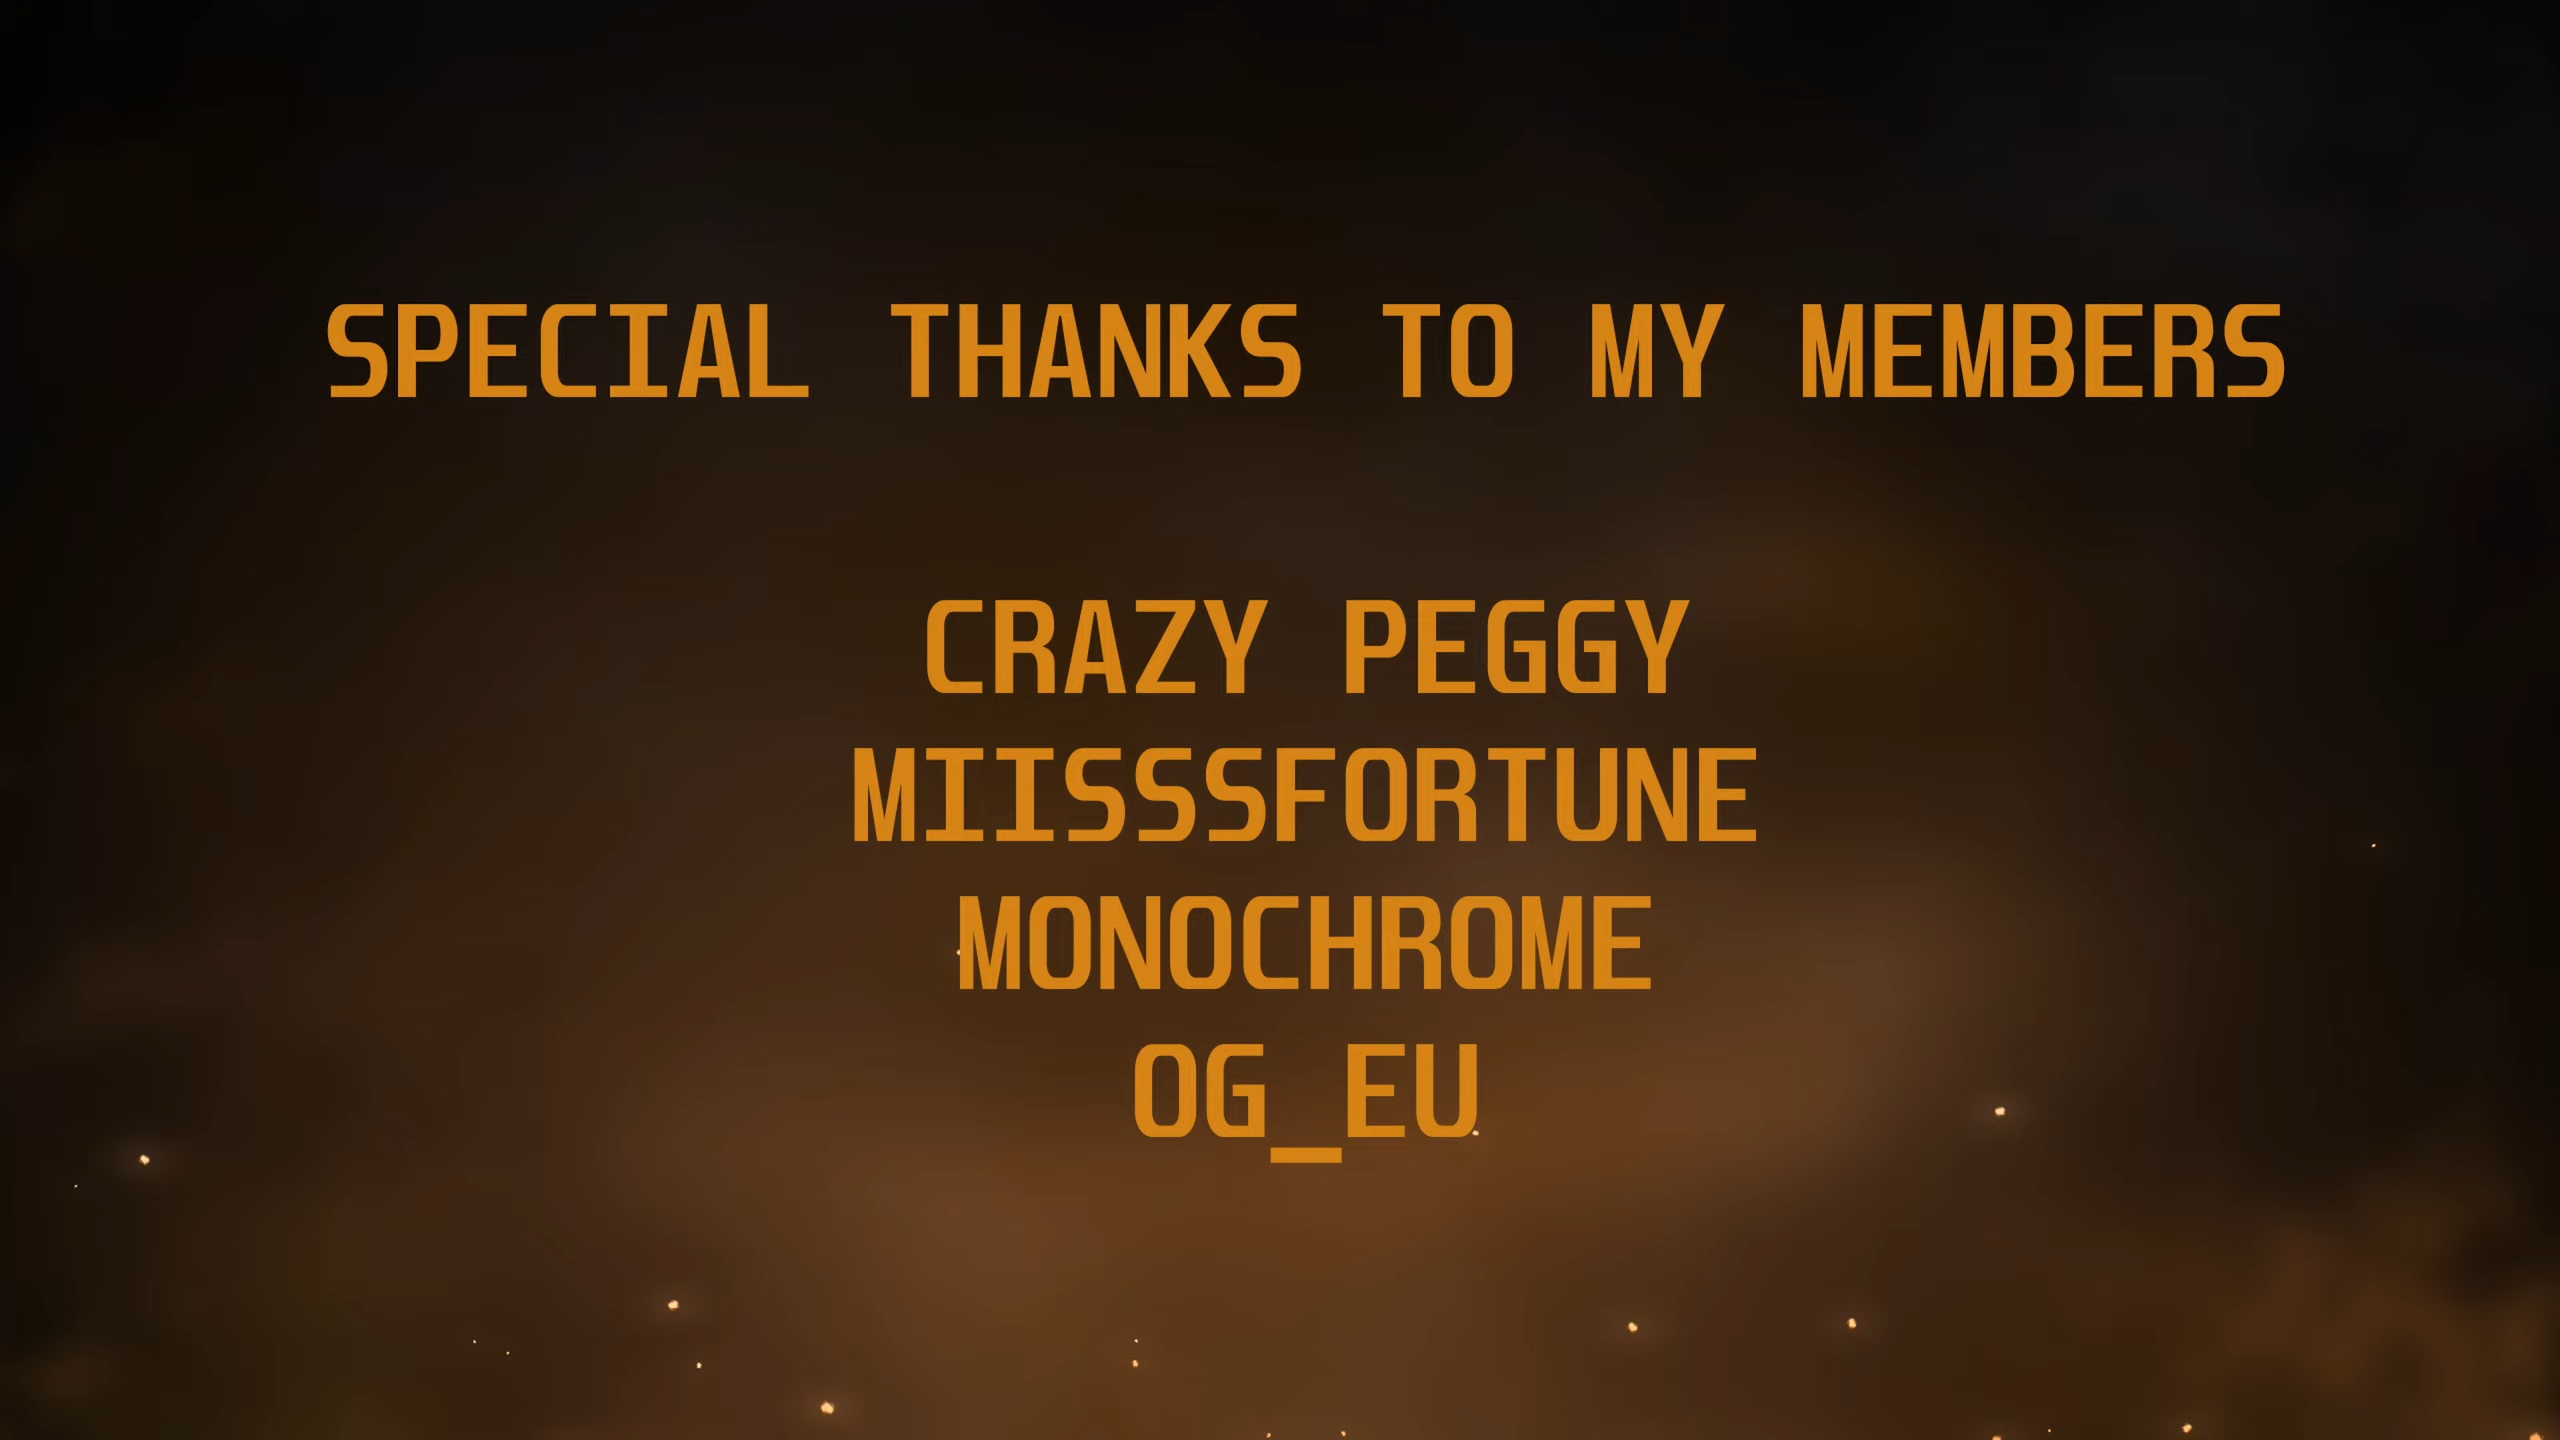 SPECIAL THANKS TO MY MEMBERS
CRAZY PEGGY
MIISSSFORTUNE
MONOCHROME
OG_EU